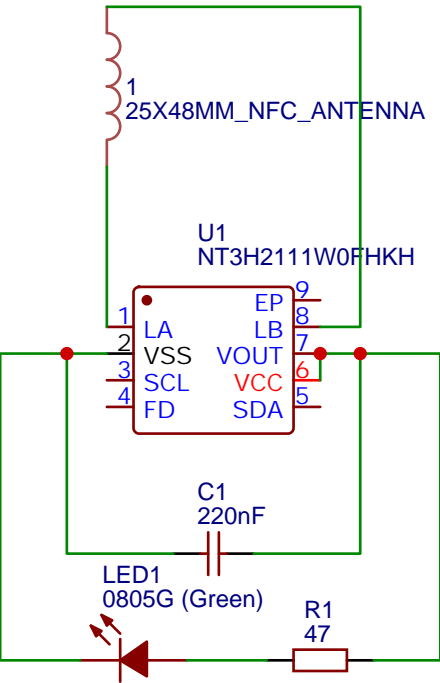 1
25X48MM_NFC_ANTENNA
U1
NT3H2111W0FHKH
EP 9
1 LA
LB 8
2 VSS
VOUT 7
3 SCL
VCC 6
4 FD
SDA 5
C1
220nF
LED1
0805G (Green)
R1
47